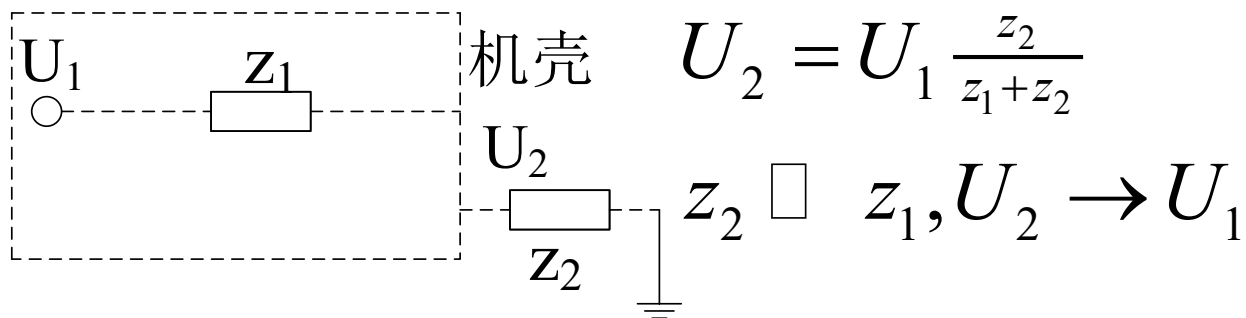 U₁
z₁
机壳
U₂
z₂
U₂ = U₁ z₂/(z₁+z₂)
z₂ □ z₁, U₂ → U₁